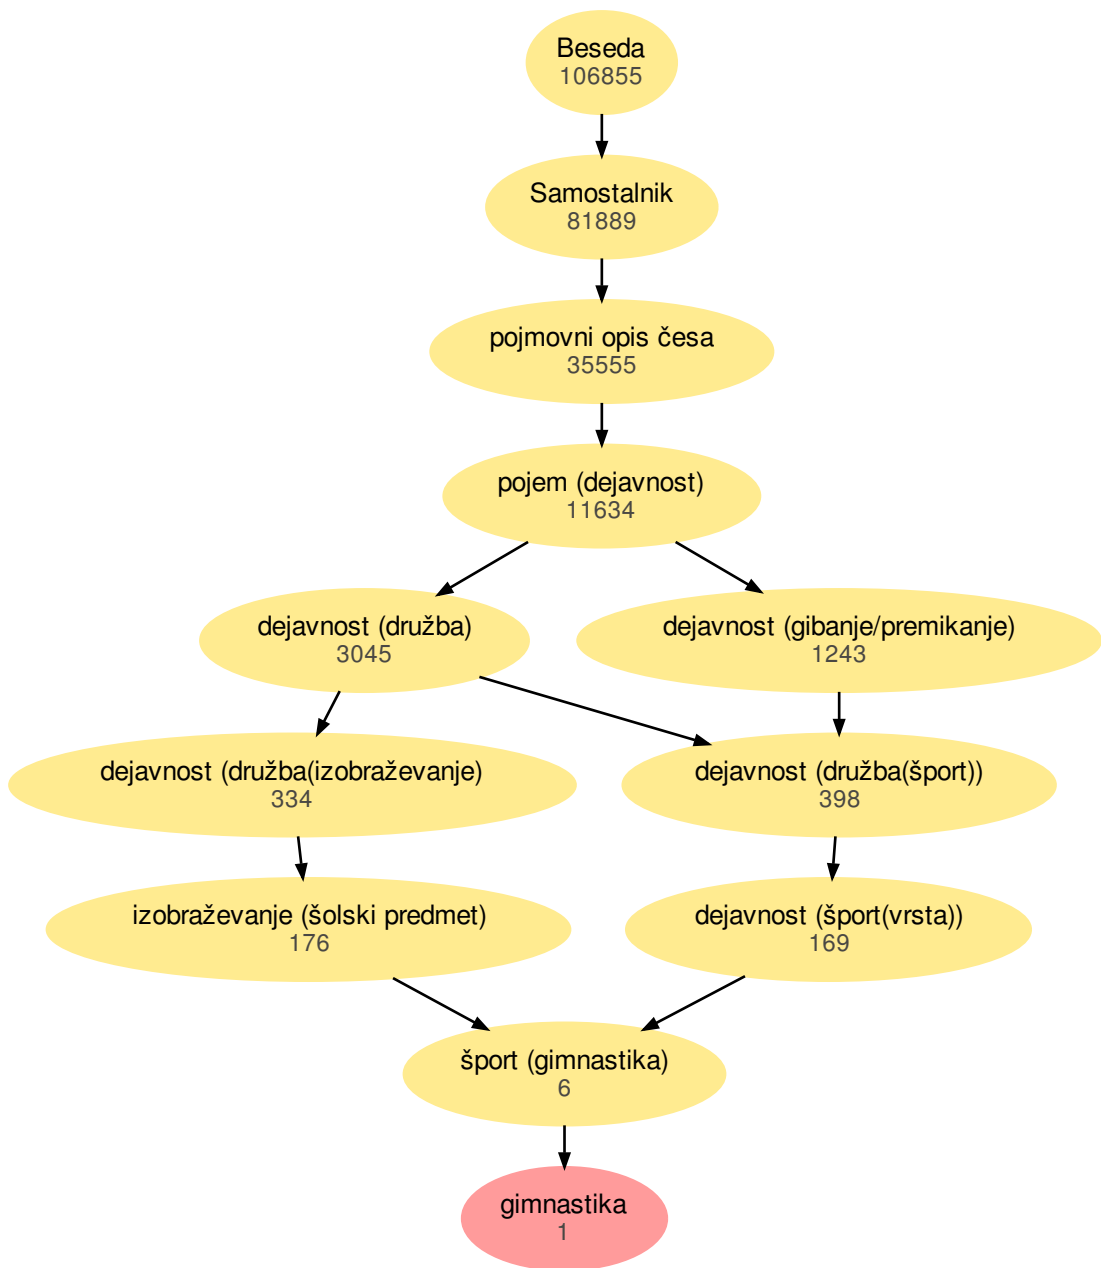 Beseda
106855
Samostalnik
81889
pojmovni opis česa
35555
pojem (dejavnost)
11634
dejavnost (družba)
3045
dejavnost (gibanje/premikanje)
1243
dejavnost (družba(izobraževanje)
334
dejavnost (družba(šport))
398
izobraževanje (šolski predmet)
176
dejavnost (šport(vrsta))
169
šport (gimnastika)
6
gimnastika
1